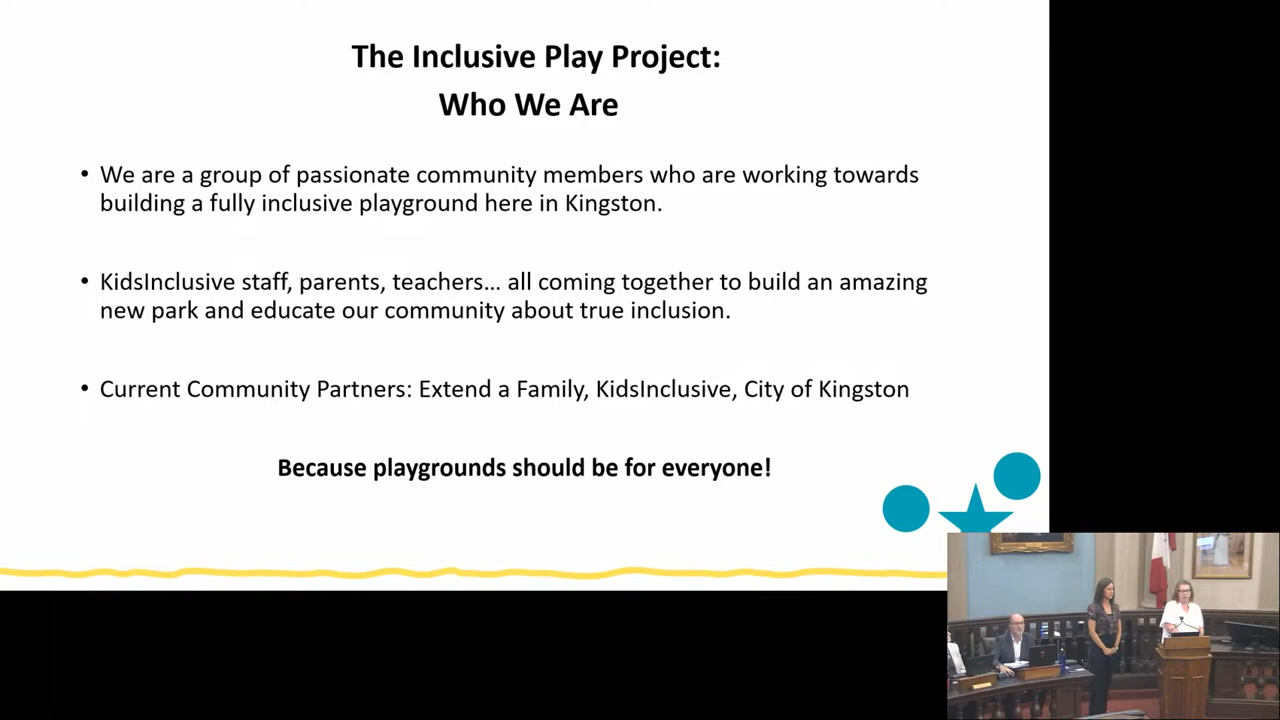 The Inclusive Play Project:
Who We Are
• We are a group of passionate community members who are working towards
building a fully inclusive playground here in Kingston.
• KidsInclusive staff, parents, teachers... all coming together to build an amazing
new park and educate our community about true inclusion.
• Current Community Partners: Extend a Family, KidsInclusive, City of Kingston
Because playgrounds should be for everyone!